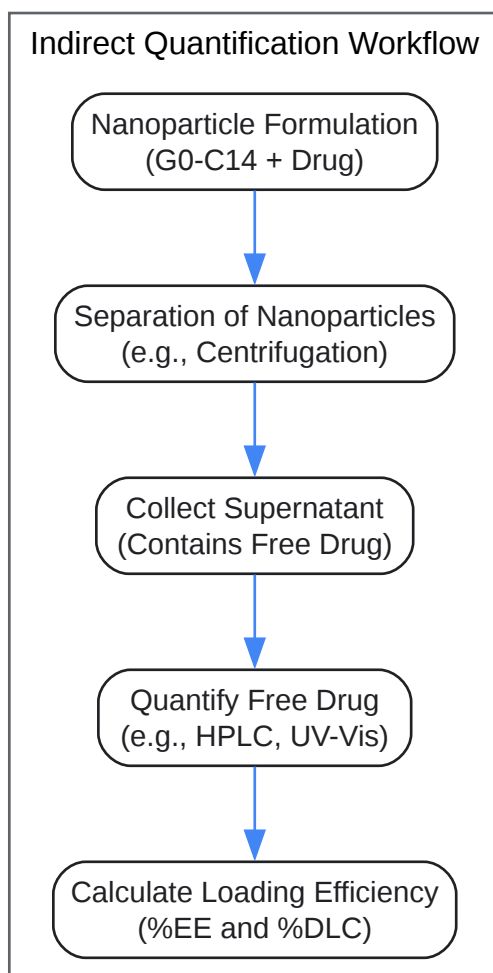 Indirect Quantification Workflow
Nanoparticle Formulation
(G0-C14 + Drug)
Separation of Nanoparticles
(e.g., Centrifugation)
Collect Supernatant
(Contains Free Drug)
Quantify Free Drug
(e.g., HPLC, UV-Vis)
Calculate Loading Efficiency
(%EE and %DLC)